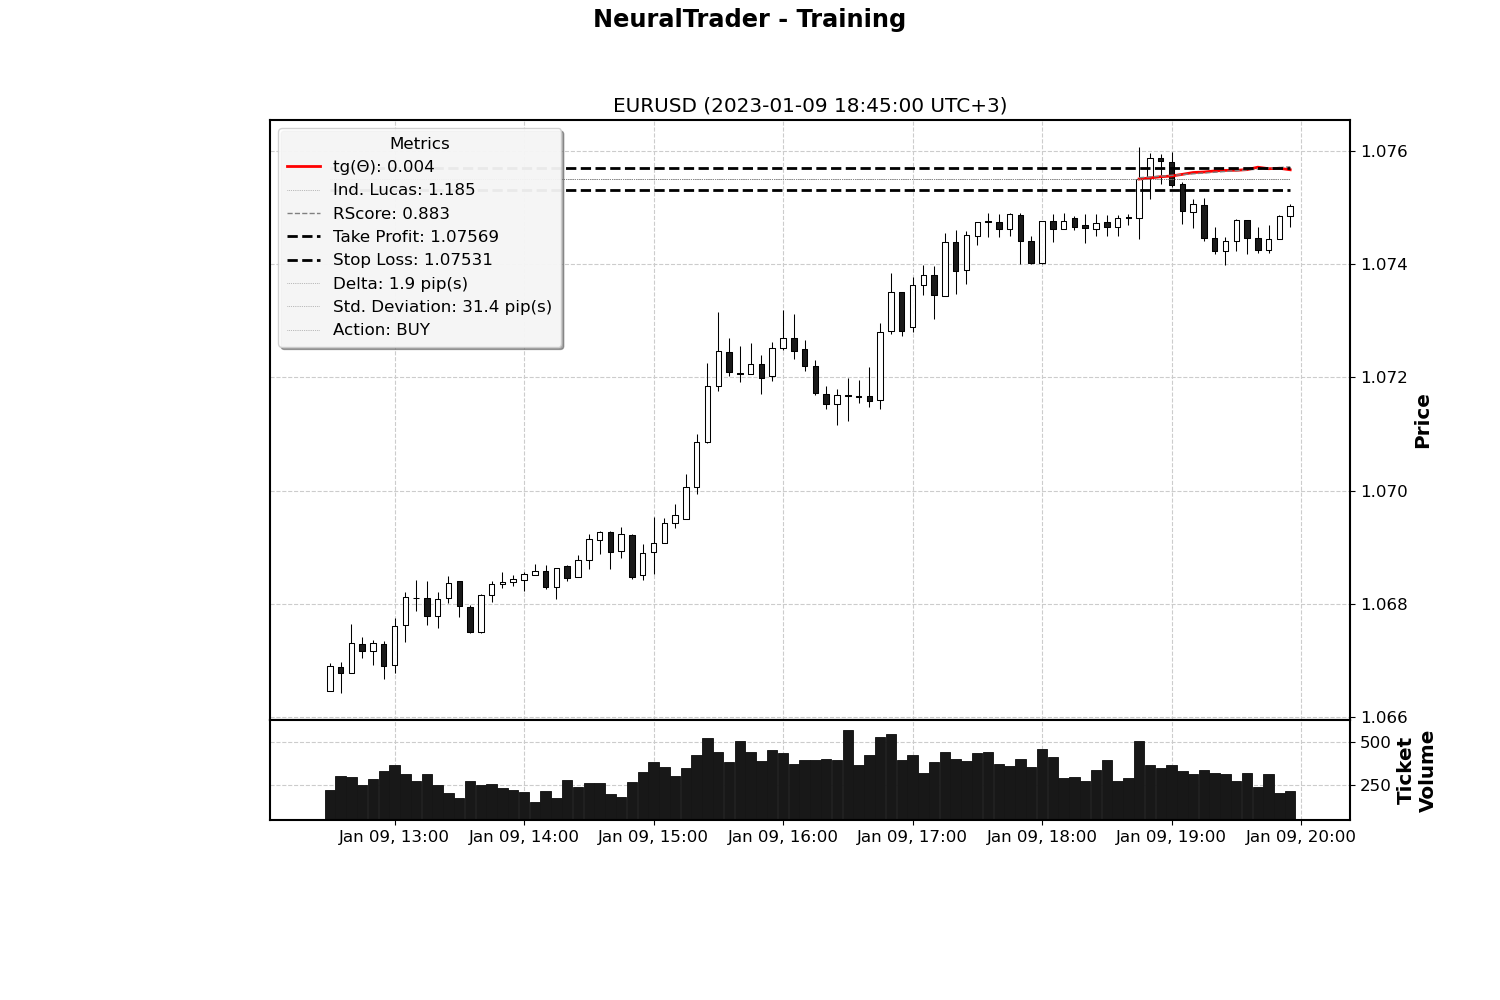 NeuralTrader - Training
EURUSD (2023-01-09 18:45:00 UTC+3)
Metrics
tg(Θ): 0.004
Ind. Lucas: 1.185
RScore: 0.883
Take Profit: 1.07569
Stop Loss: 1.07531
Delta: 1.9 pip(s)
Std. Deviation: 31.4 pip(s)
Action: BUY
1.076
1.074
1.072
1.070
1.068
1.066
Price
500
250
Ticket
Volume
Jan 09, 13:00
Jan 09, 14:00
Jan 09, 15:00
Jan 09, 16:00
Jan 09, 17:00
Jan 09, 18:00
Jan 09, 19:00
Jan 09, 20:00